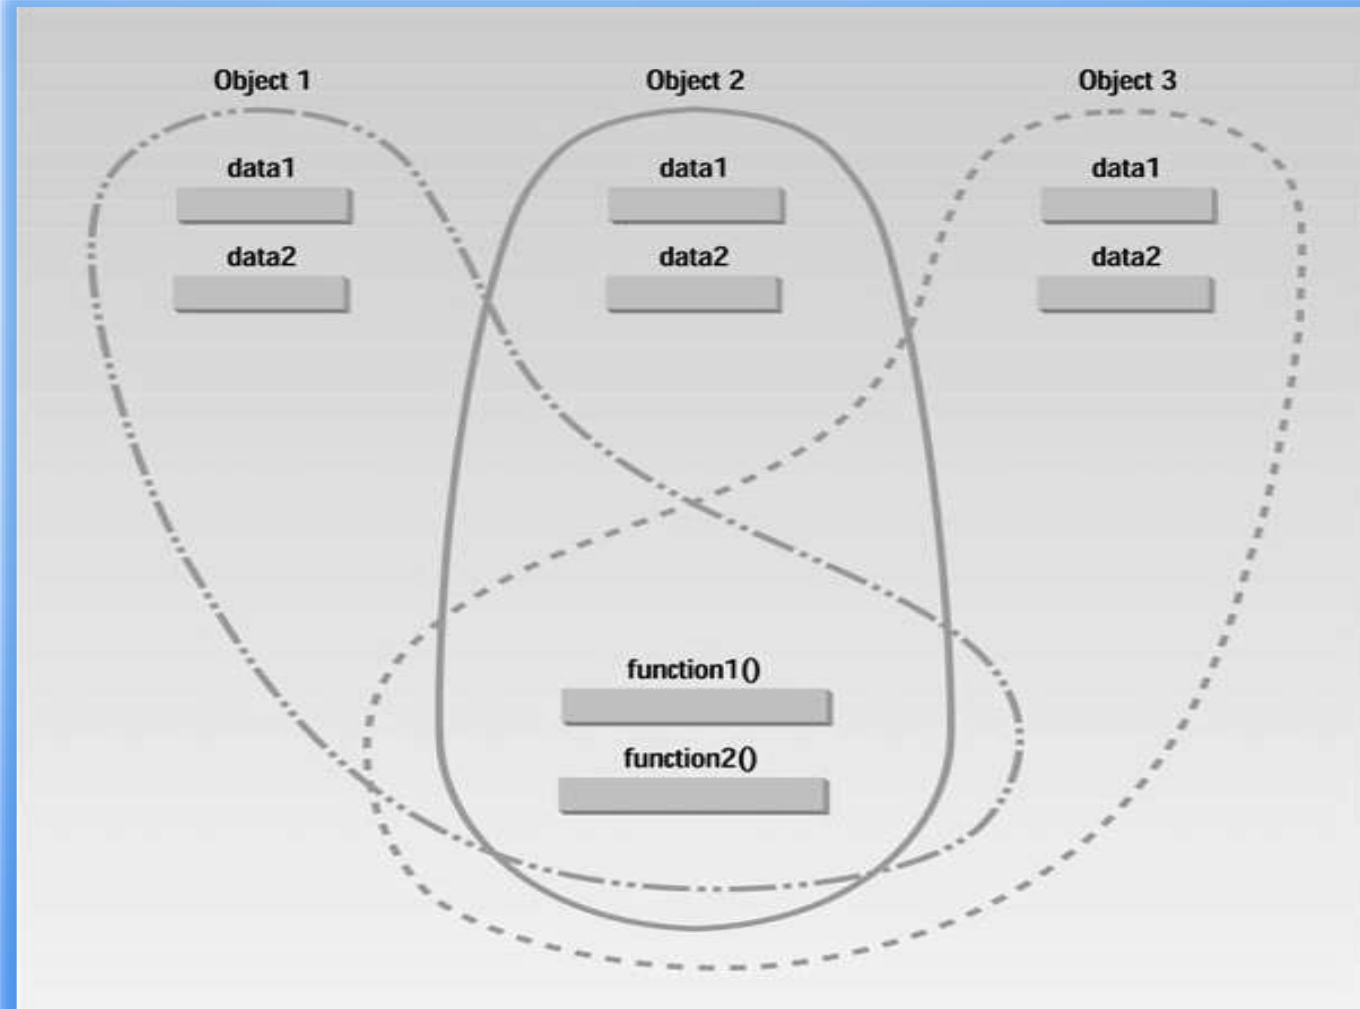 Object 1
Object 2
Object 3
data1
data1
data1
data2
data2
data2
function1()
function2()